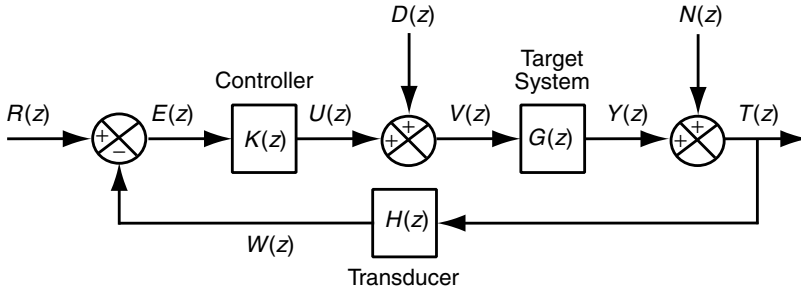 D(z)
N(z)
Controller
Target
System
R(z)
E(z)
U(z)
V(z)
Y(z)
T(z)
+
−
K(z)
+
+
G(z)
+
+
H(z)
W(z)
Transducer